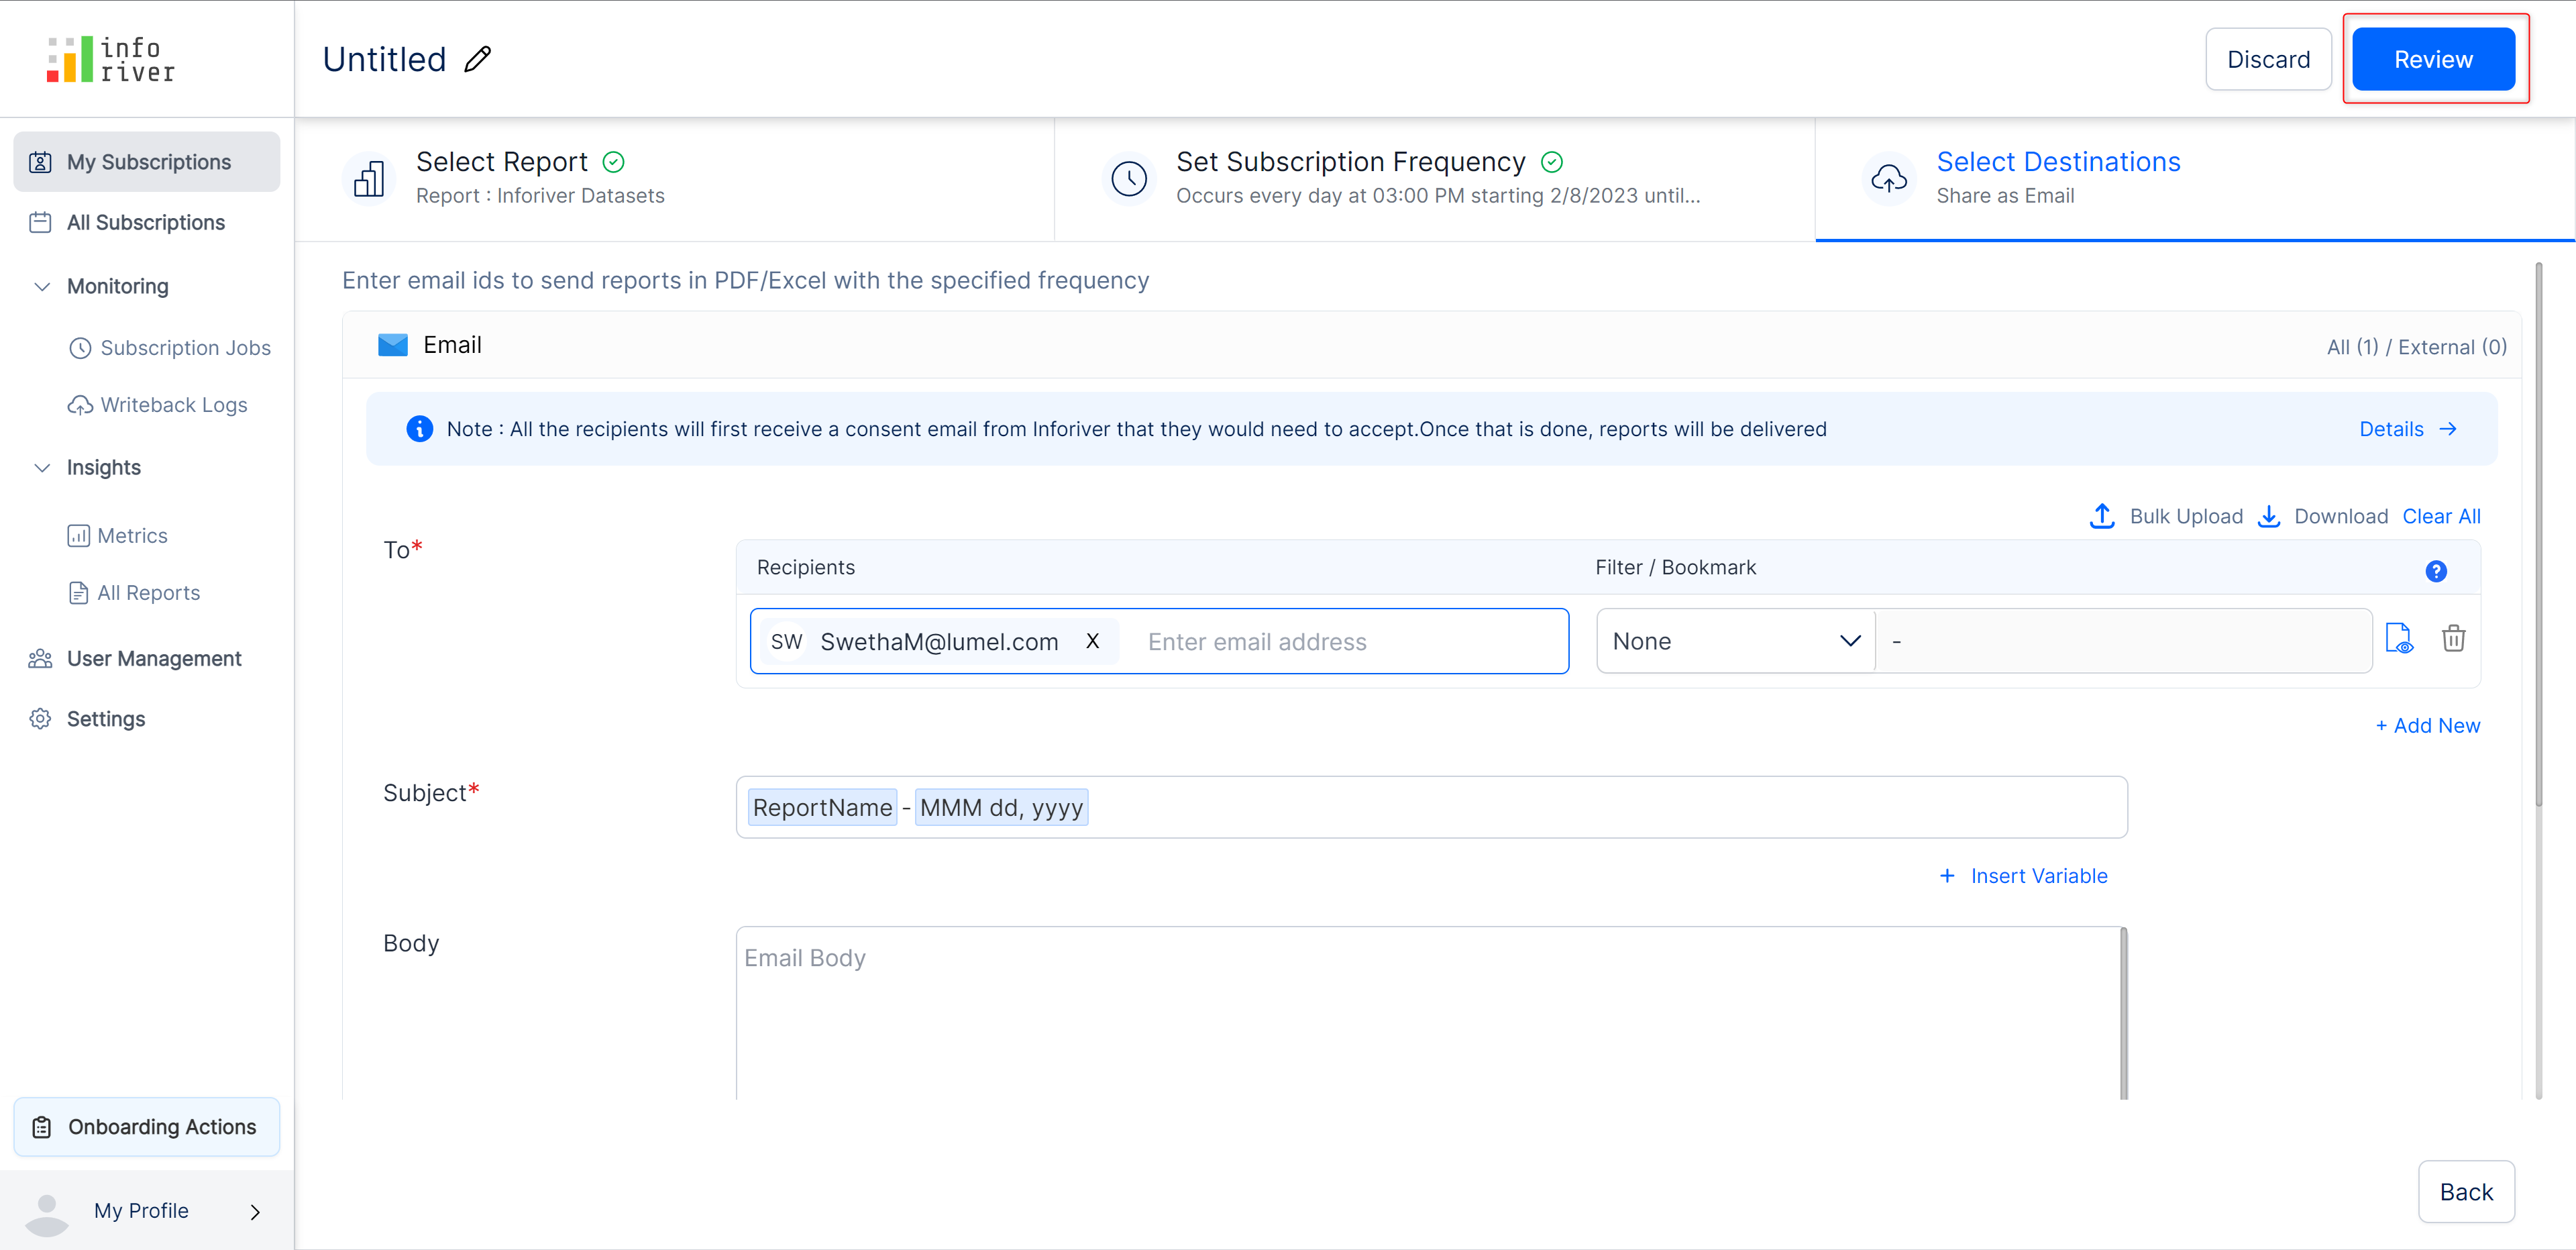 info
river
Untitled
Discard
Review
My Subscriptions
All Subscriptions
Monitoring
Subscription Jobs
Writeback Logs
Insights
Metrics
All Reports
User Management
Settings
Onboarding Actions
My Profile
Select Report
Report : Inforiver Datasets
Set Subscription Frequency
Occurs every day at 03:00 PM starting 2/8/2023 until...
Select Destinations
Share as Email
Enter email ids to send reports in PDF/Excel with the specified frequency
Email
All (1) / External (0)
Note : All the recipients will first receive a consent email from Inforiver that they would need to accept.Once that is done, reports will be delivered
Details →
Bulk Upload Download Clear All
To*
Recipients Filter / Bookmark ?
SW SwethaM@lumel.com X Enter email address None -
+ Add New
Subject*
ReportName - MMM dd, yyyy
+ Insert Variable
Body
Email Body
Back